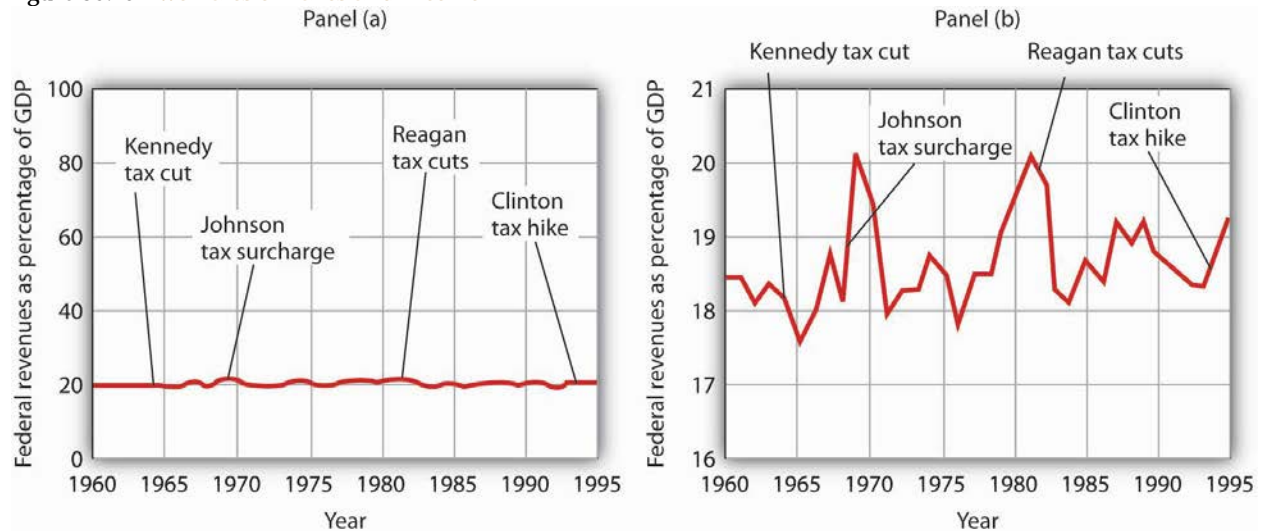 Panel (a)
Federal revenues as percentage of GDP
100
80
60
40
20
0
Kennedy
tax cut
Johnson
tax surcharge
Reagan
tax cuts
Clinton
tax hike
1960 1965 1970 1975 1980 1985 1990 1995
Year
Panel (b)
Federal revenues as percentage of GDP
21
20
19
18
17
16
Kennedy tax cut
Johnson
tax surcharge
Reagan tax cuts
Clinton
tax hike
1960 1965 1970 1975 1980 1985 1990 1995
Year